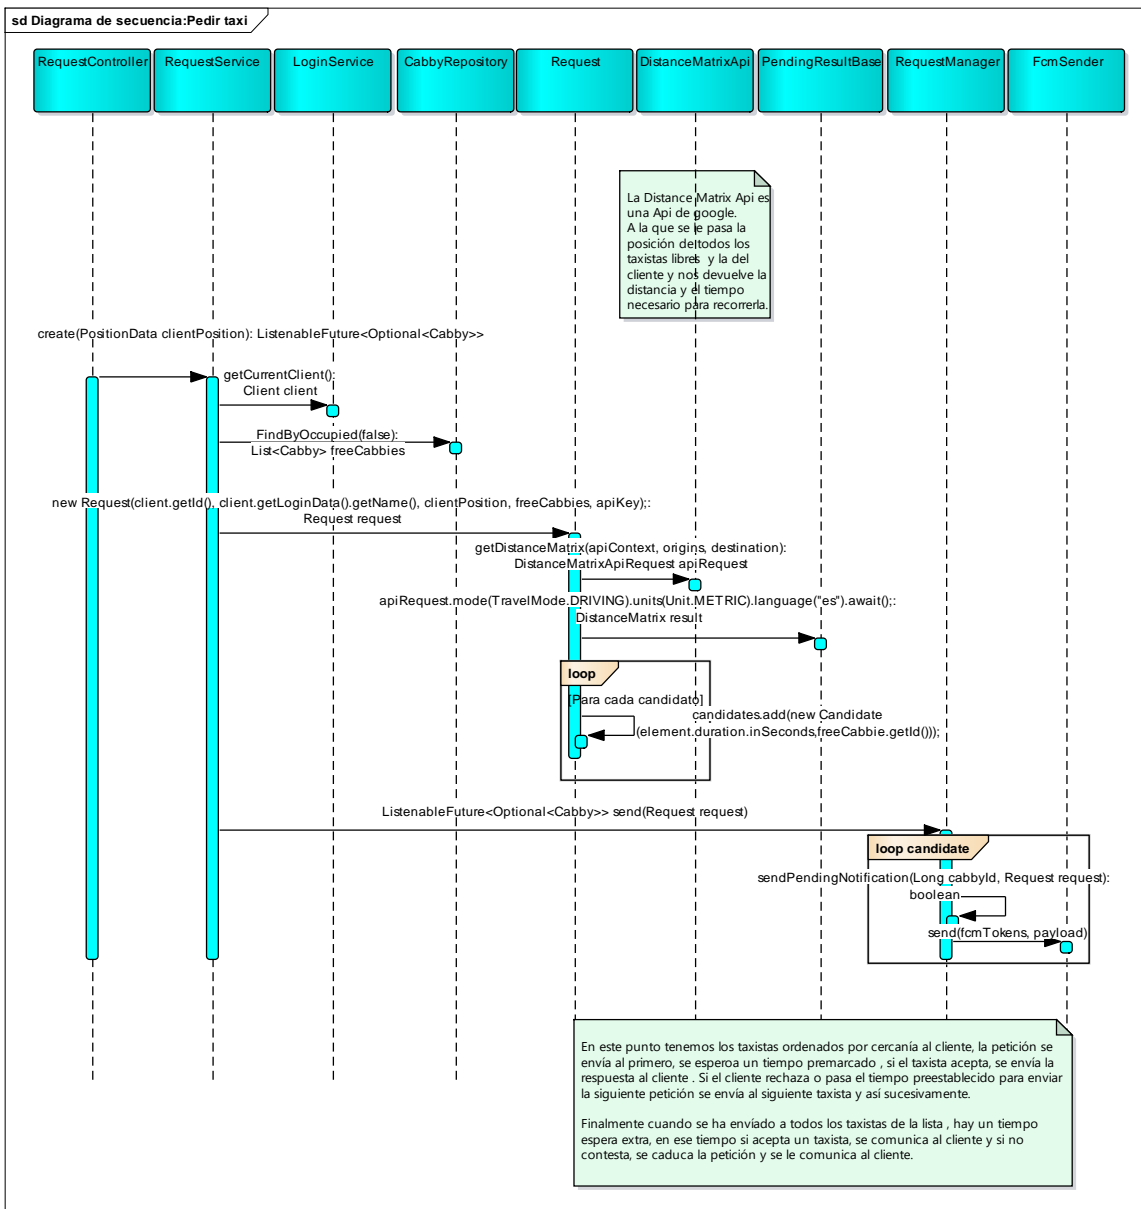 sd Diagrama de secuencia:Pedir taxi
RequestController
RequestService
LoginService
CabbyRepository
Request
DistanceMatrixApi
PendingResultBase
RequestManager
FcmSender
La Distance Matrix Api es
una Api de google.
A la que se le pasa la
posición de todos los
taxistas libres  y la del
cliente y nos devuelve la
distancia y el tiempo
necesario para recorrerla.
create(PositionData clientPosition): ListenableFuture<Optional<Cabby>>
getCurrentClient():
Client client
FindByOccupied(false):
List<Cabby> freeCabbies
new Request(client.getId(), client.getLoginData().getName(), clientPosition, freeCabbies, apiKey);:
Request request
getDistanceMatrix(apiContext, origins, destination):
DistanceMatrixApiRequest apiRequest
apiRequest.mode(TravelMode.DRIVING).units(Unit.METRIC).language("es").await();:
DistanceMatrix result
loop
[Para cada candidato]
candidates.add(new Candidate
(element.duration.inSeconds,freeCabbie.getId()));
ListenableFuture<Optional<Cabby>> send(Request request)
loop candidate
sendPendingNotification(Long cabbyId, Request request):
boolean
send(fcmTokens, payload)
En este punto tenemos los taxistas ordenados por cercanía al cliente, la petición se
envía al primero, se esperoa un tiempo premarcado , si el taxista acepta, se envía la
respuesta al cliente . Si el cliente rechaza o pasa el tiempo preestablecido para enviar
la siguiente petición se envía al siguiente taxista y así sucesivamente.
Finalmente cuando se ha envíado a todos los taxistas de la lista , hay un tiempo
espera extra, en ese tiempo si acepta un taxista, se comunica al cliente y si no
contesta, se caduca la petición y se le comunica al cliente.